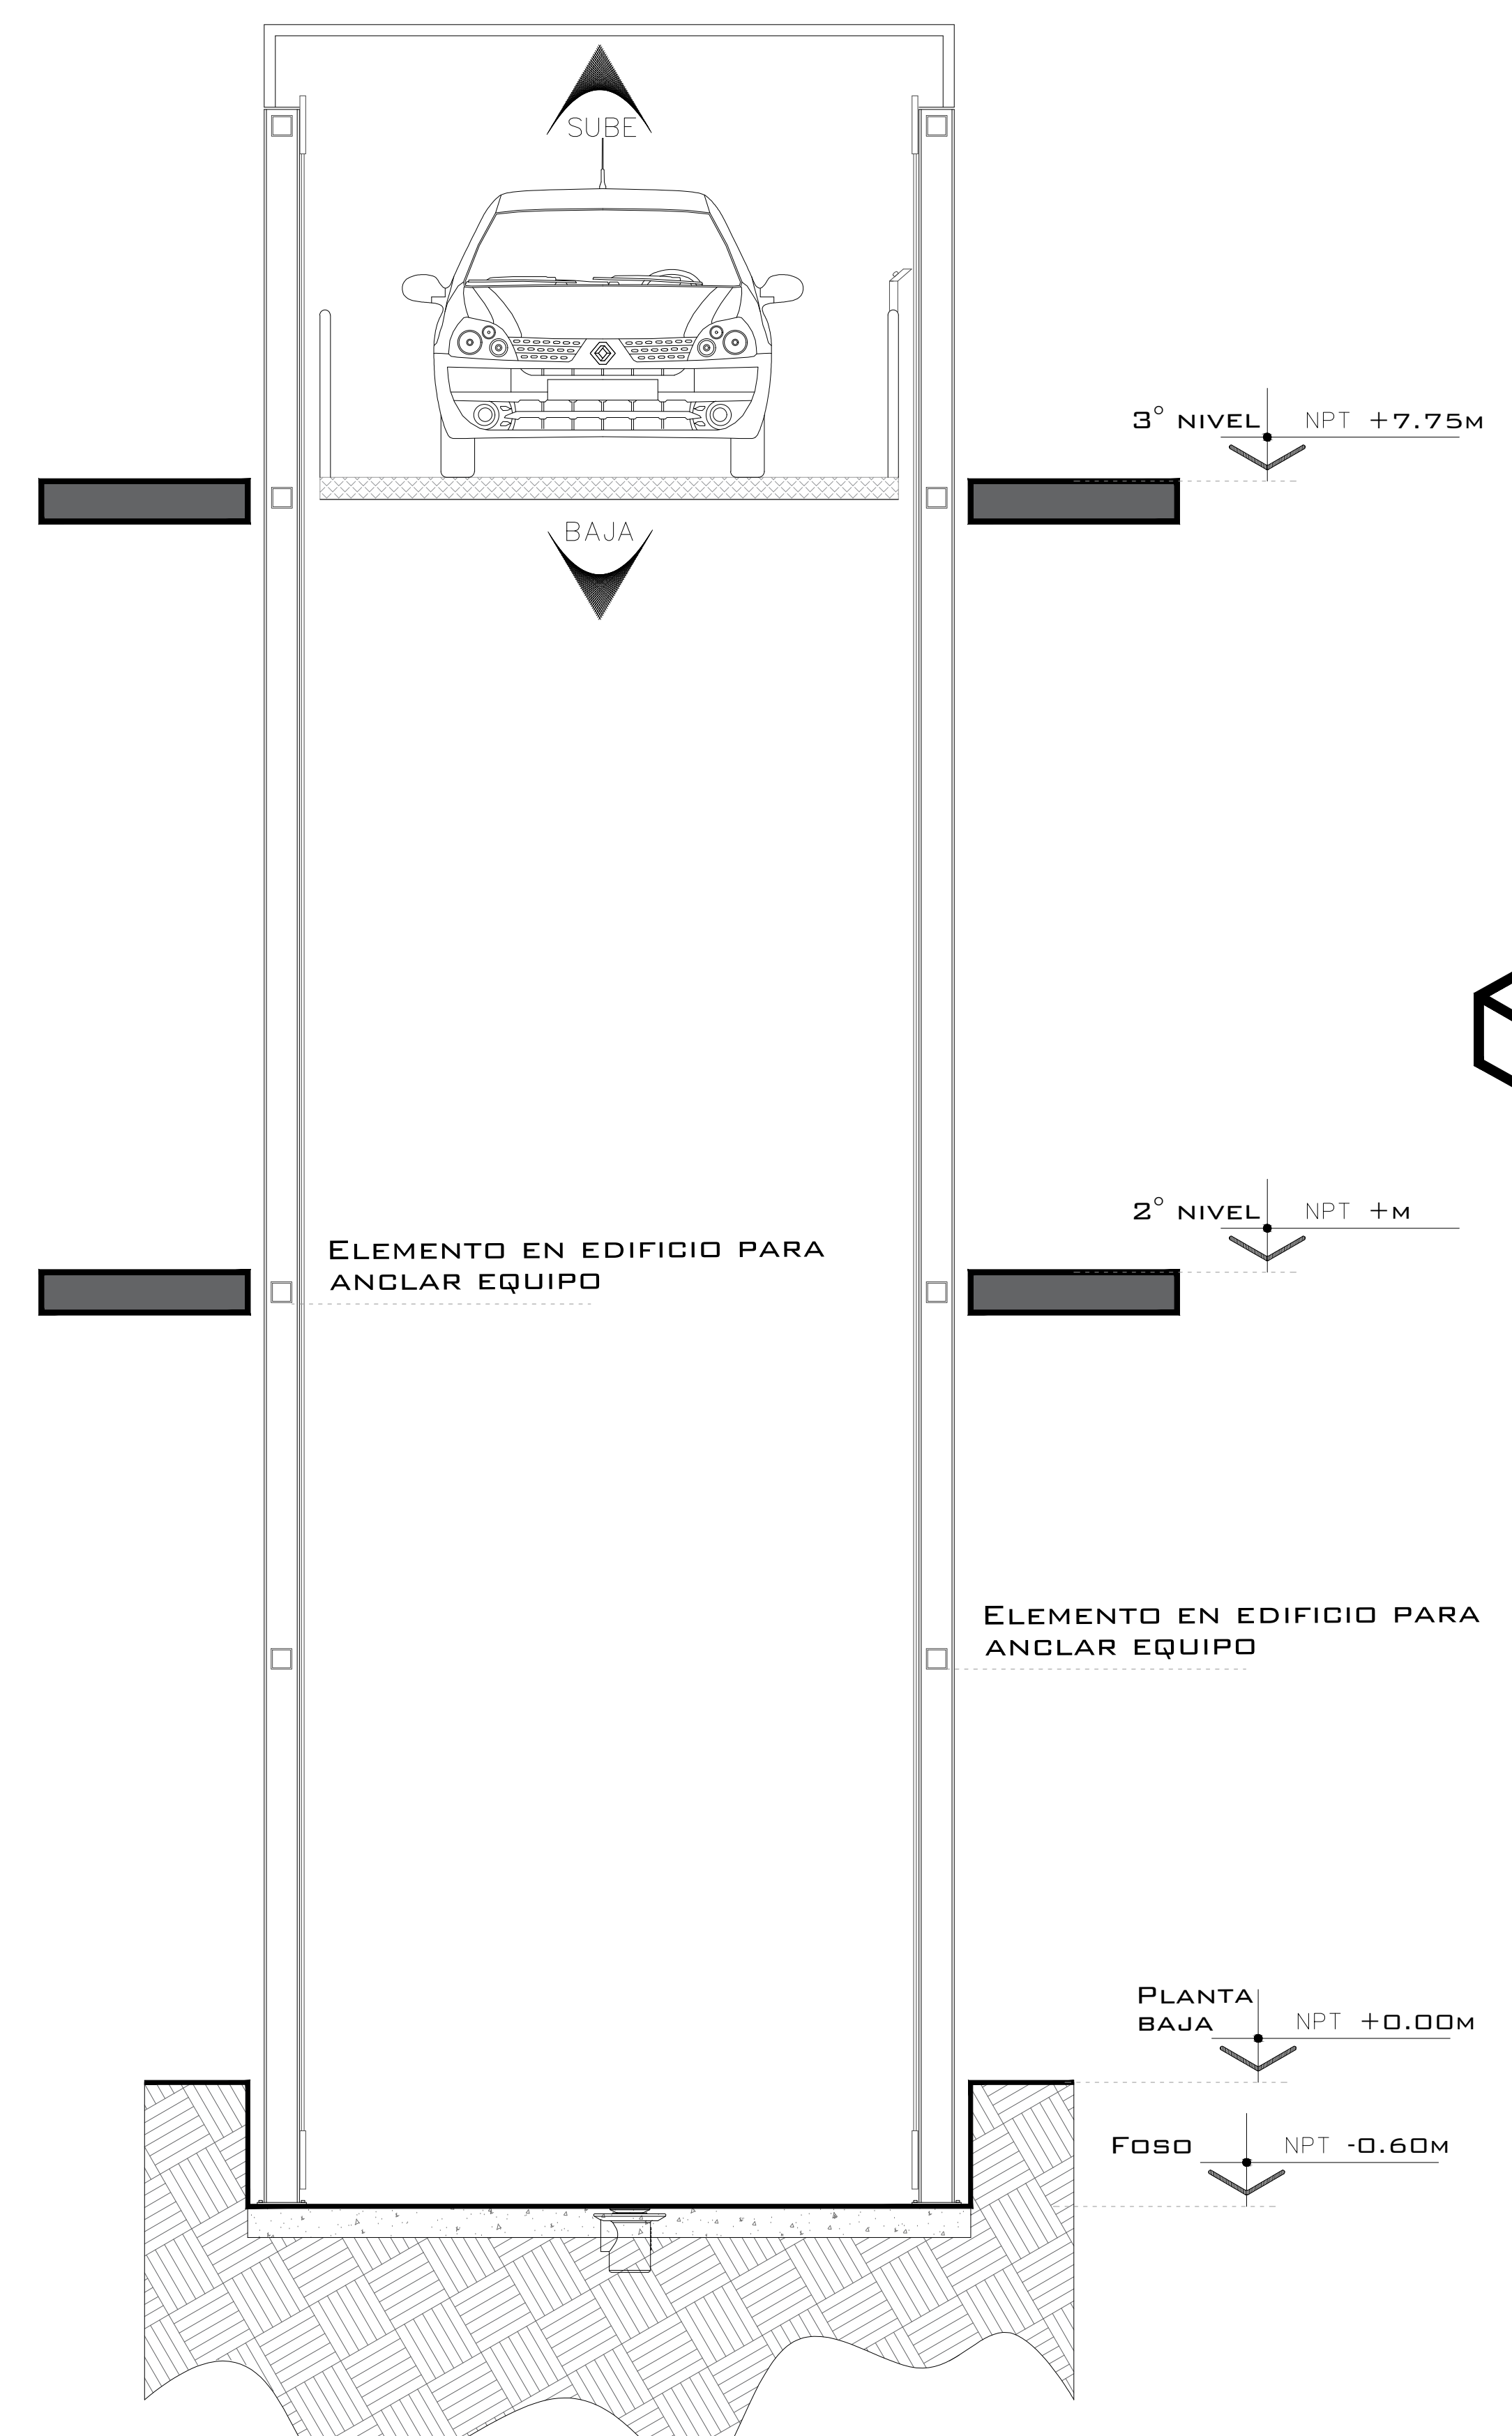 SUBE
3° NIVEL NPT +7.75M
BAJA
2° NIVEL NPT +M
ELEMENTO EN EDIFICIO PARA
ANCLAR EQUIPO
ELEMENTO EN EDIFICIO PARA
ANCLAR EQUIPO
PLANTA
BAJA NPT +0.00M
FOSO NPT -0.60M